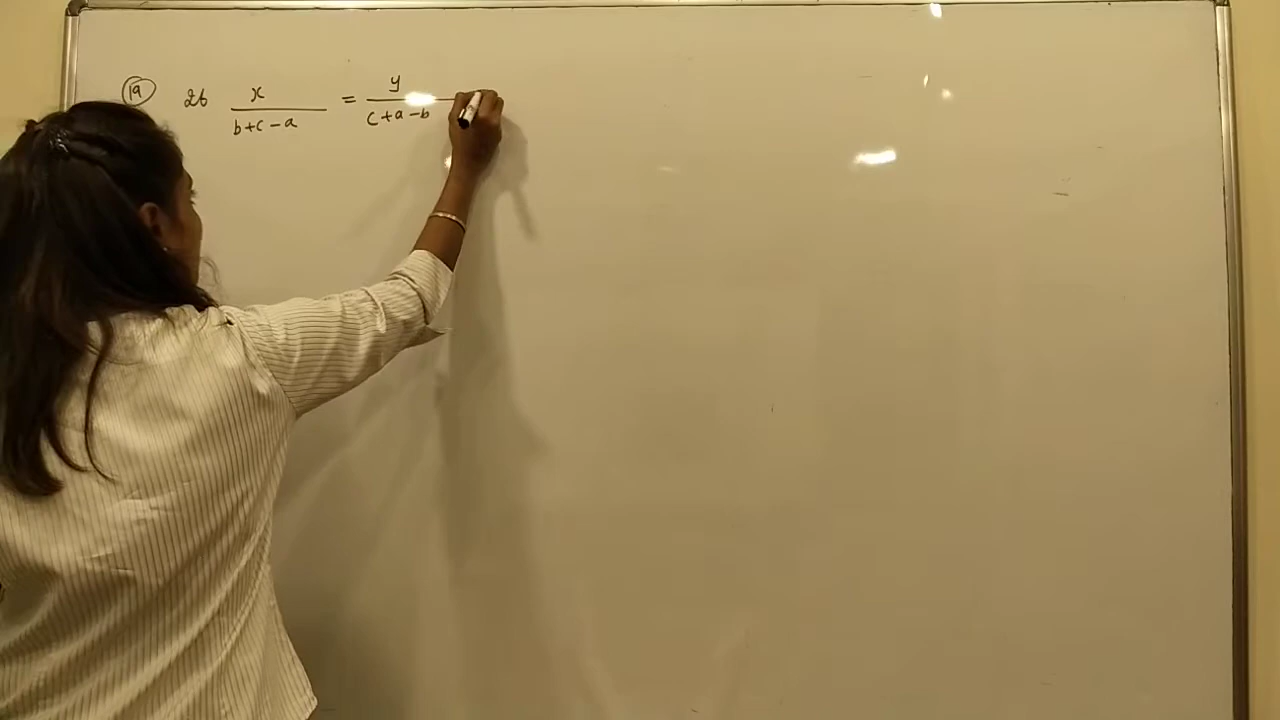 19 If x/(b+c-a) = y/(c+a-b)